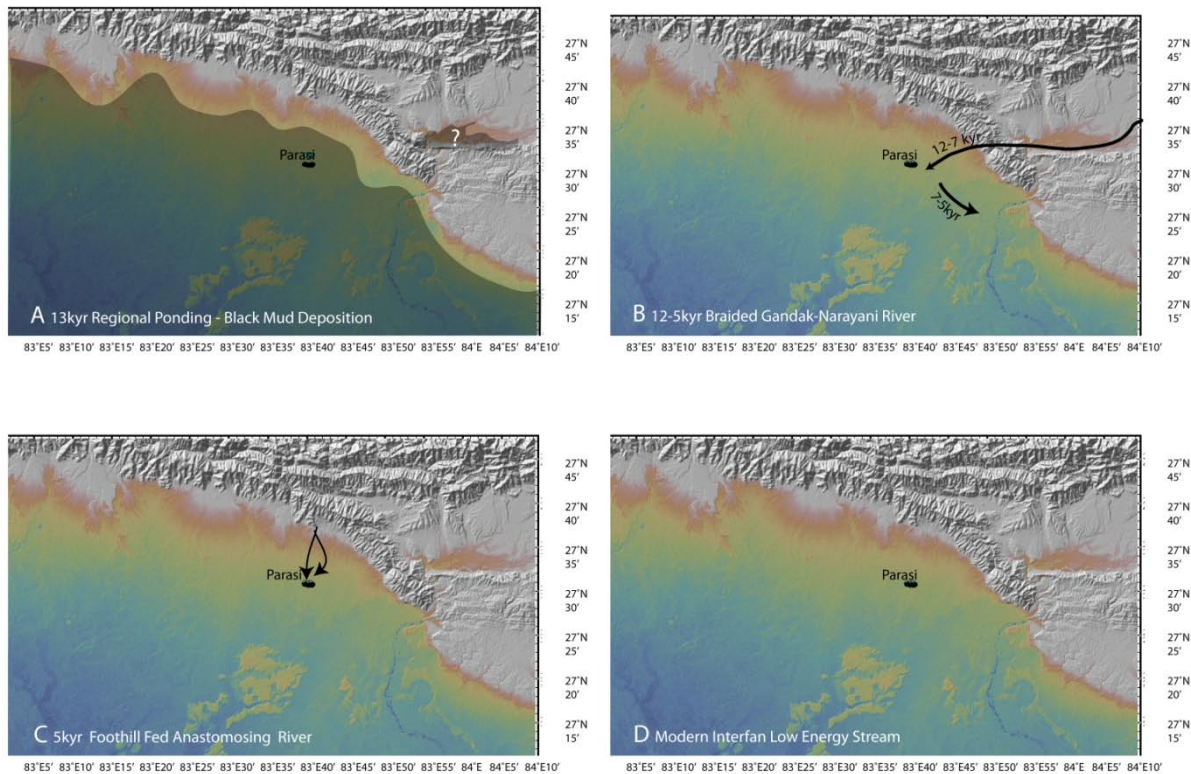 27°N
45'
27°N
40'
?
27°N
35'
Parasi
27°N
30'
27°N
25'
27°N
20'
27°N
15'
A 13kyr Regional Ponding - Black Mud Deposition
83°E5' 83°E10' 83°E15' 83°E20' 83°E25' 83°E30' 83°E35' 83°E40' 83°E45' 83°E50' 83°E55' 84°E 84°E5' 84°E10'
27°N
45'
27°N
40'
12-7 kyr
27°N
35'
Parasi
27°N
30'
7-5kyr
27°N
25'
27°N
20'
27°N
15'
B 12-5kyr Braided Gandak-Narayani River
83°E5' 83°E10' 83°E15' 83°E20' 83°E25' 83°E30' 83°E35' 83°E40' 83°E45' 83°E50' 83°E55' 84°E 84°E5' 84°E10'
27°N
45'
27°N
40'
27°N
35'
Parasi
27°N
30'
27°N
25'
27°N
20'
27°N
15'
C 5kyr Foothill Fed Anastomosing River
83°E5' 83°E10' 83°E15' 83°E20' 83°E25' 83°E30' 83°E35' 83°E40' 83°E45' 83°E50' 83°E55' 84°E 84°E5' 84°E10'
27°N
45'
27°N
40'
27°N
35'
Parasi
27°N
30'
27°N
25'
27°N
20'
27°N
15'
D Modern Interfan Low Energy Stream
83°E5' 83°E10' 83°E15' 83°E20' 83°E25' 83°E30' 83°E35' 83°E40' 83°E45' 83°E50' 83°E55' 84°E 84°E5' 84°E10'